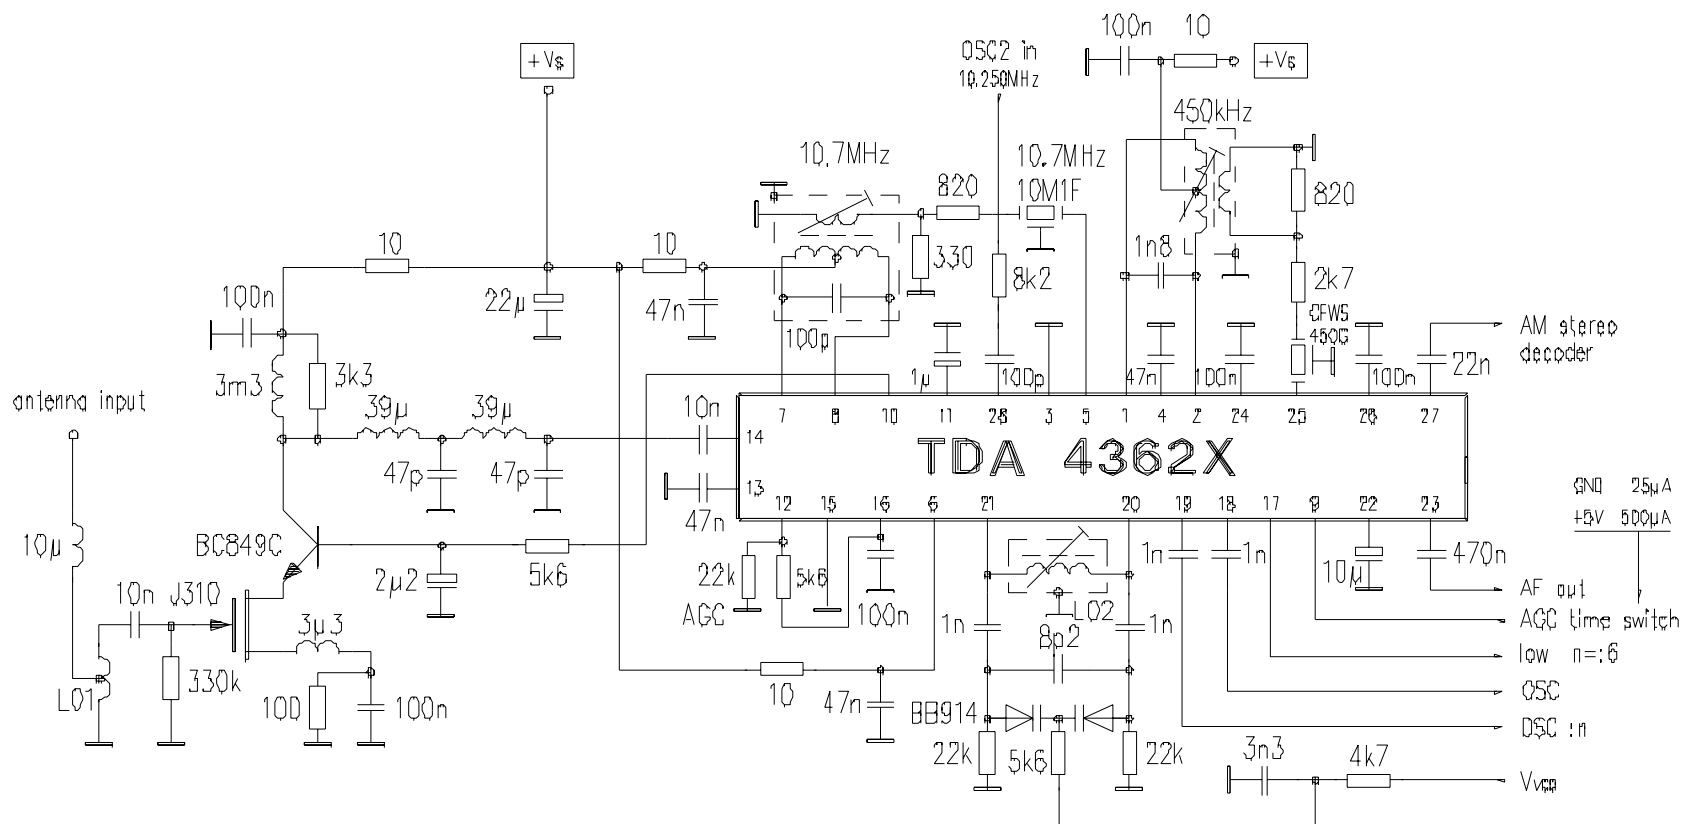 100n
10
+Vs
OSC2 in
10.250MHz
+Vs
450kHz
10.7MHz
10.7MHz
10M1F
820
820
10
10
330
1n8
8k2
2k7
100n
22µ
47n
100p
CFWS
450G
AM stereo
decoder
3m3
3k3
1µ
100p
47n
100n
100n
22n
antenna input
39µ
39µ
10n
7
8
10
11
28
3
5
1
4
2
24
25
26
27
14
TDA 4362X
47p
47p
13
12
15
16
6
21
20
19
18
17
9
22
23
GND 25µA
+5V 500µA
47n
10µ
BC849C
5k6
2µ2
22k
5k6
AGC
100n
1n
1n
10µ
470n
10n
J310
3µ3
L02
AF out
1n
8p2
1n
AGC time switch
low n=:6
L01
330k
100
100n
10
47n
OSC
BB914
OSC :n
22k
5k6
22k
3n3
4k7